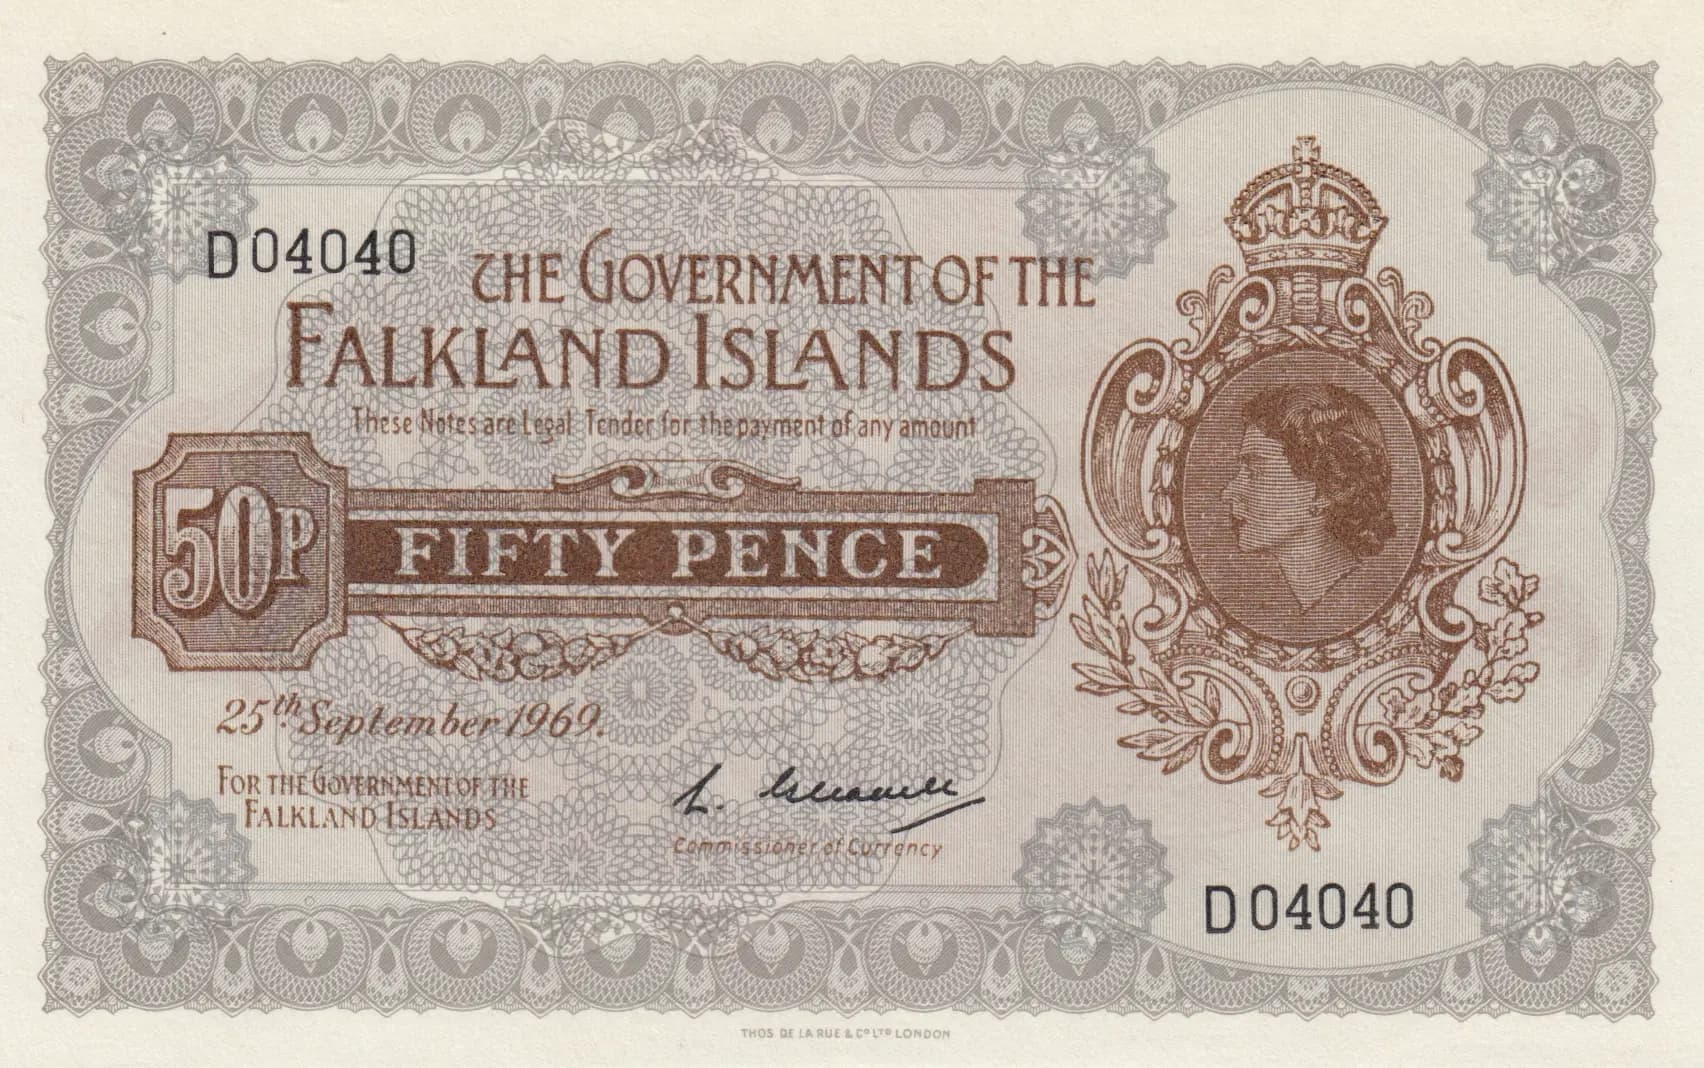 D04040
THE GOVERNMENT OF THE
FALKLAND ISLANDS
These Notes are Legal Tender for the payment of any amount
50P
FIFTY PENCE
25th September 1969.
FOR THE GOVERNMENT OF THE
FALKLAND ISLANDS
Commissioner of Currency
D04040
THOS DE LA RUE & CO LTD LONDON